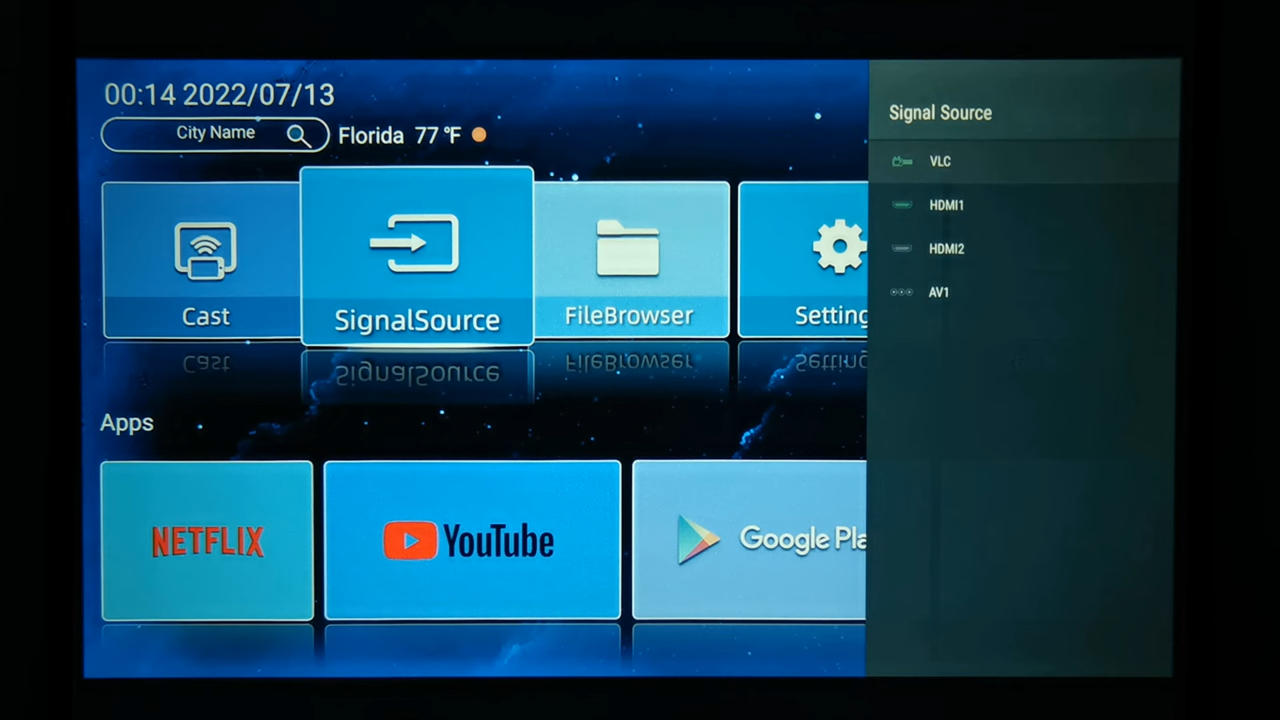 00:14 2022/07/13
City Name
Florida 77 °F
Cast
SignalSource
FileBrowser
Setting
Apps
NETFLIX
YouTube
Google Pla
Signal Source
VLC
HDMI1
HDMI2
AV1